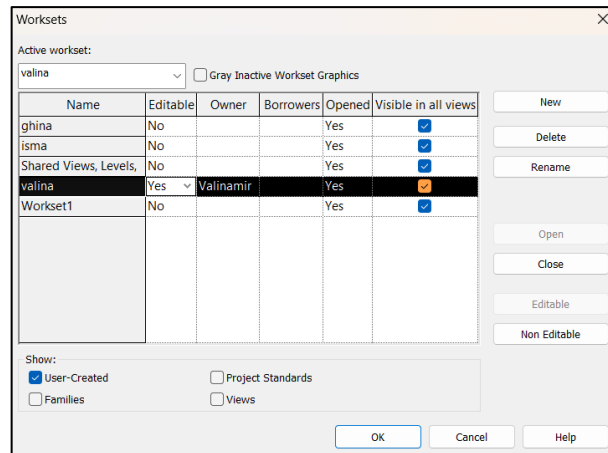 Worksets
Active workset:
valina
Gray Inactive Workset Graphics
Name Editable Owner Borrowers Opened Visible in all views
ghina No Yes
isma No Yes
Shared Views, Levels, No Yes
valina Yes Valinamir Yes
Workset1 No Yes
New
Delete
Rename
Open
Close
Editable
Non Editable
Show:
User-Created Project Standards
Families Views
OK Cancel Help